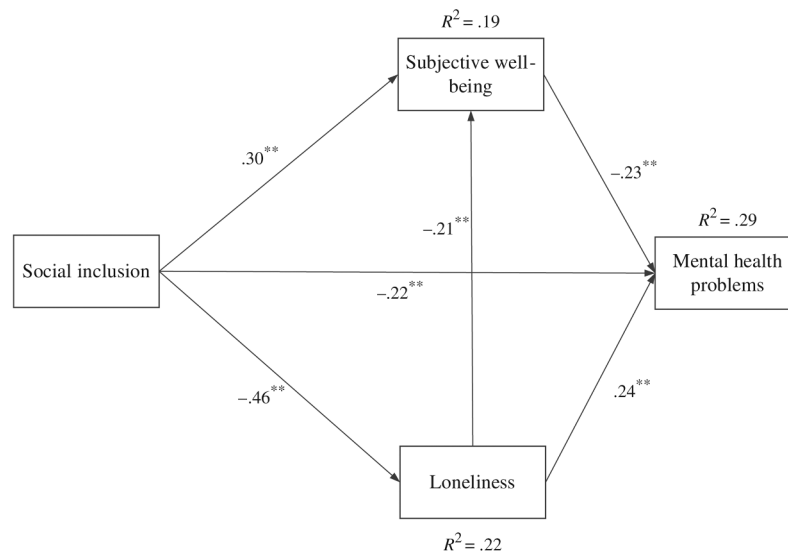 R² = .19
Subjective well-
being
.30**
–.23**
–.21**
R² = .29
Social inclusion
Mental health
problems
–.22**
–.46**
.24**
Loneliness
R² = .22